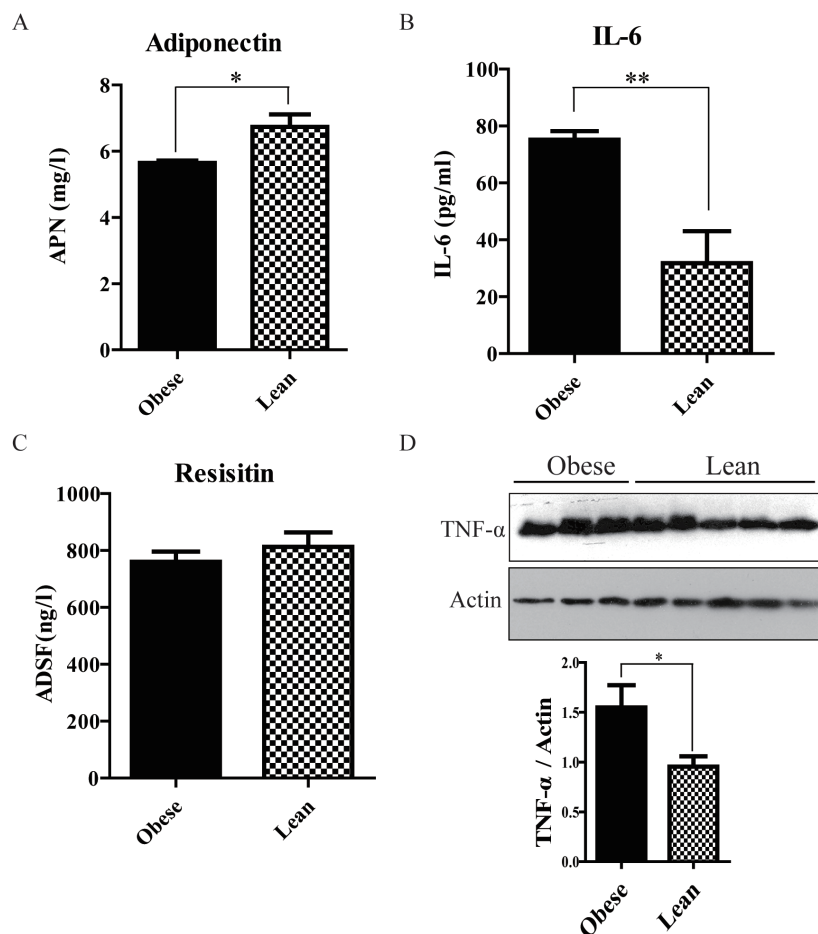 A
Adiponectin
*
APN (mg/l)
8
6
4
2
0
Obese
Lean
B
IL-6
**
IL-6 (pg/ml)
100
80
60
40
20
0
Obese
Lean
C
Resisitin
ADSF(ng/l)
1000
800
600
400
200
0
Obese
Lean
D
Obese Lean
TNF-α
Actin
*
TNF-α / Actin
2.0
1.5
1.0
0.5
0.0
Obese
Lean